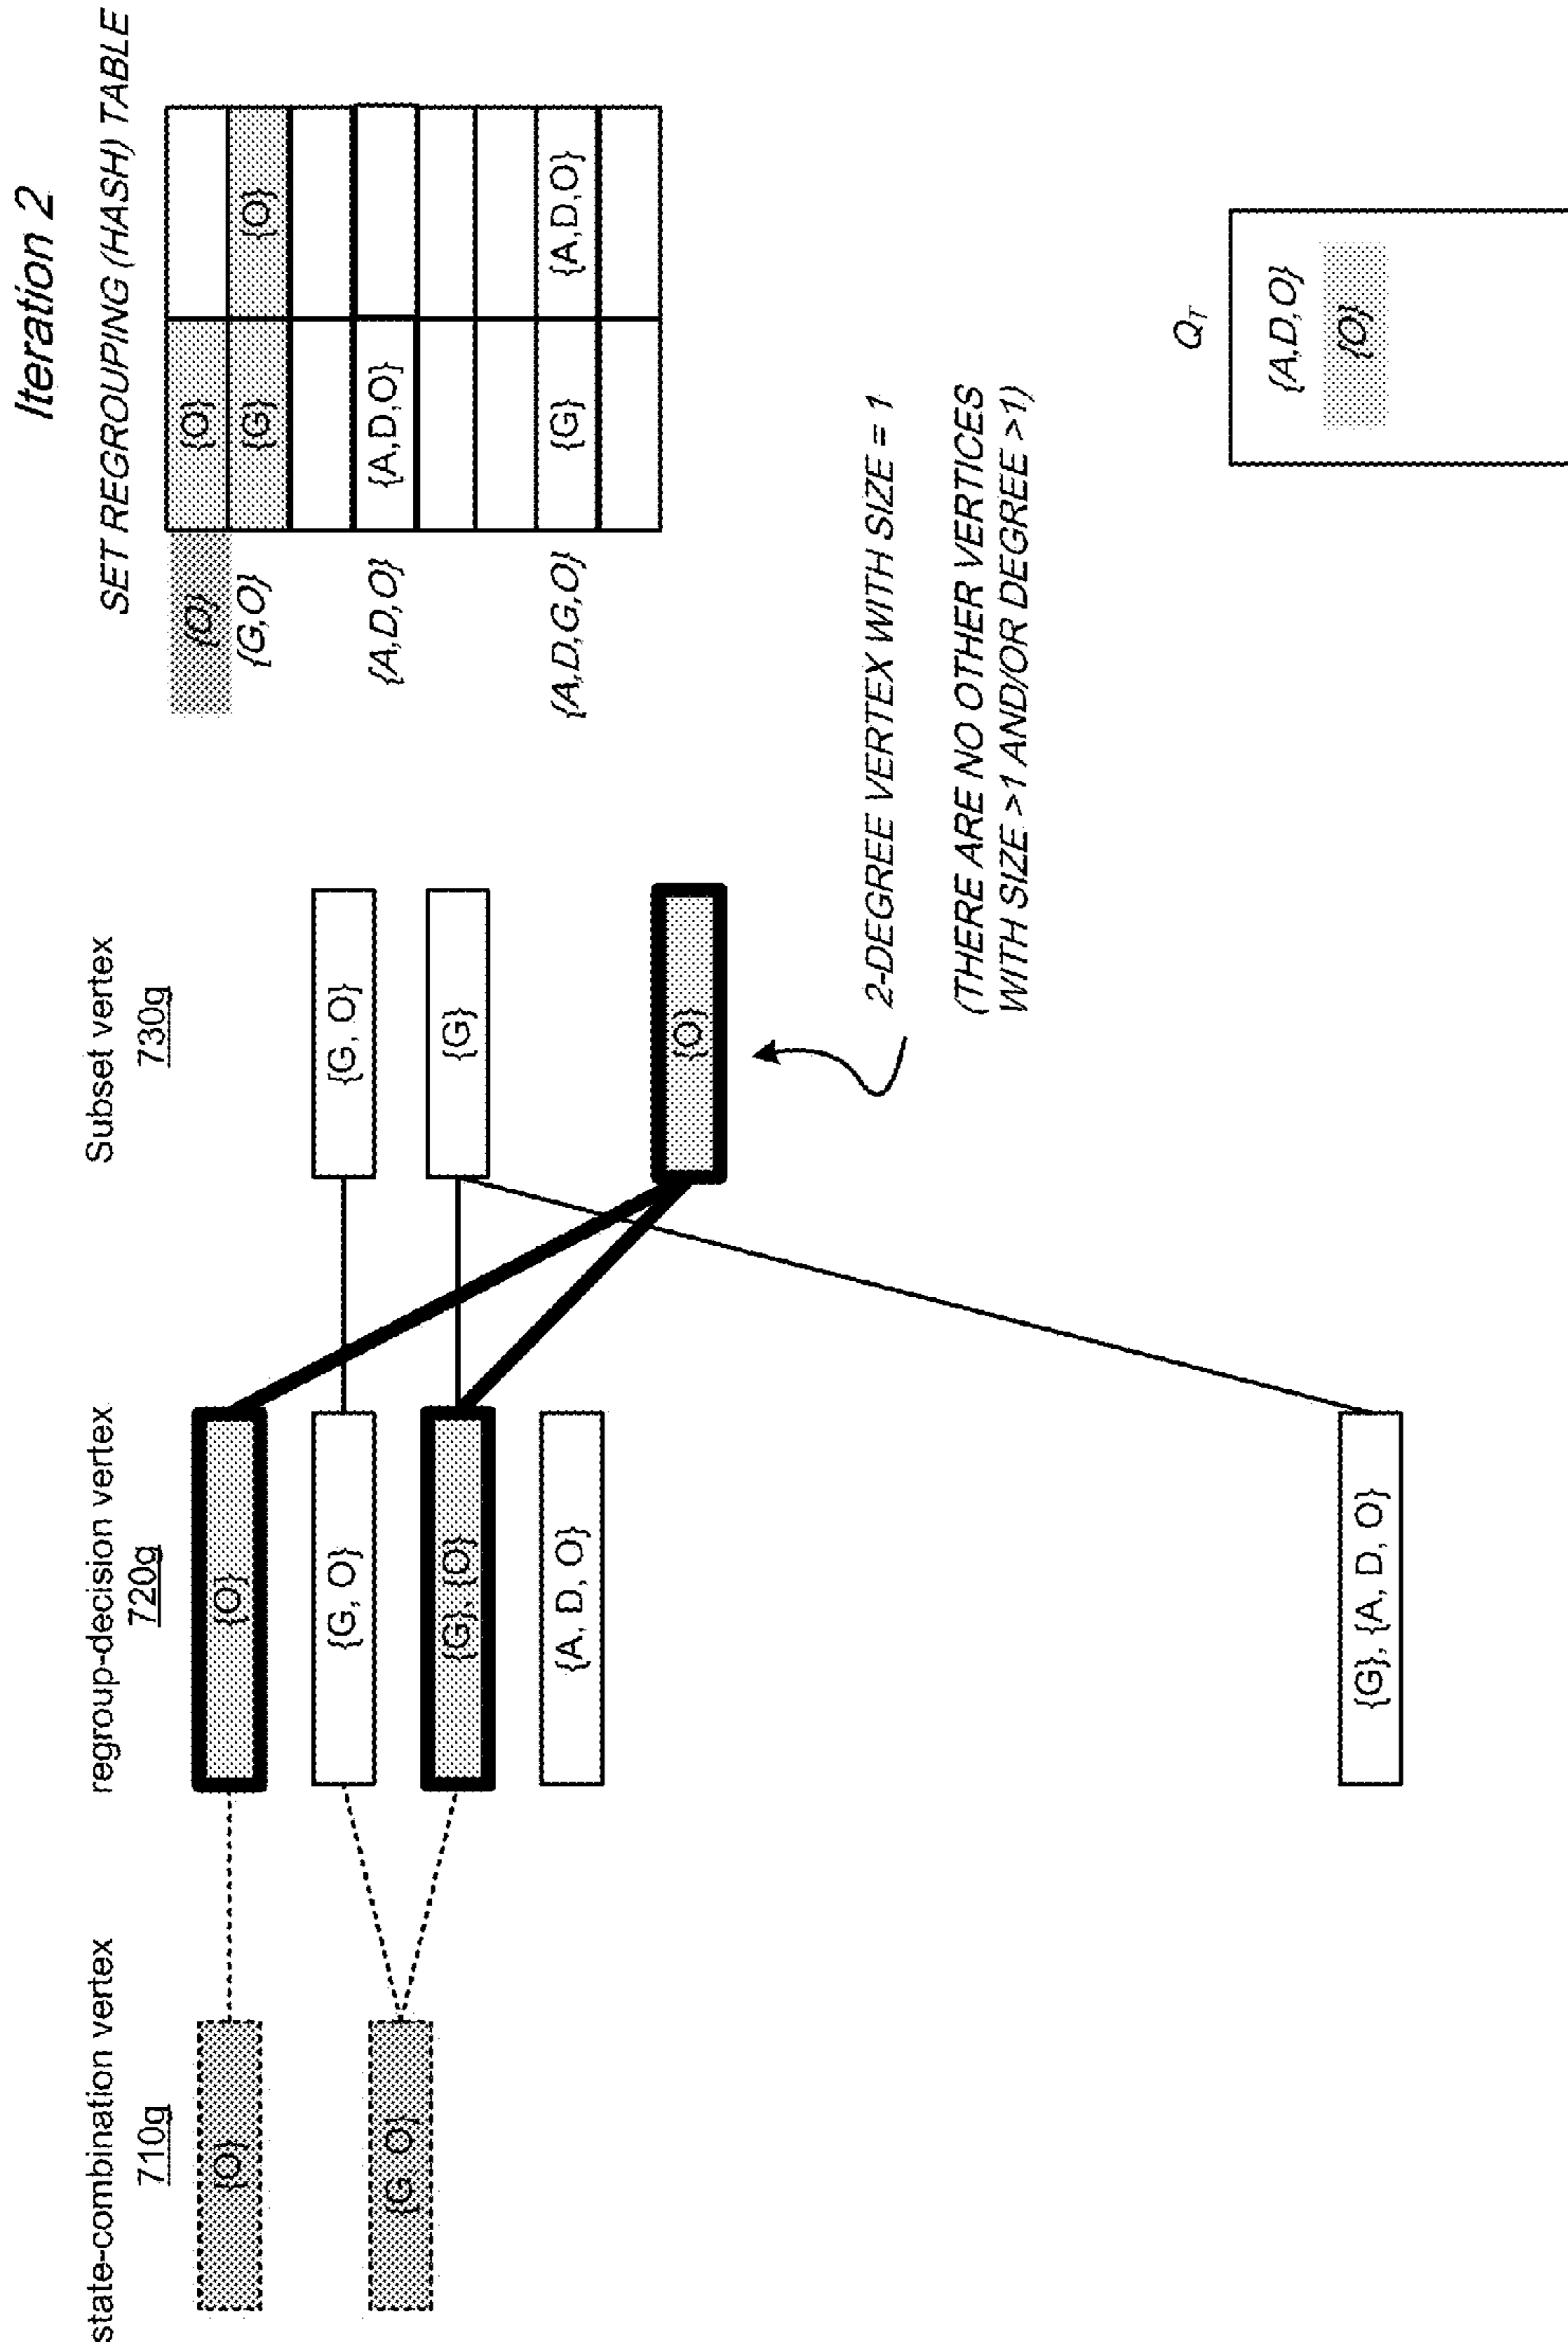 Iteration 2
state-combination vertex
710g
regroup-decision vertex
720g
Subset vertex
730g
SET REGROUPING (HASH) TABLE
{O}
{G, O}
{O}
{G, O}
{G}, {O}
{A, D, O}
{G}, {A, D, O}
{G, O}
{G}
{O}
{O} {O}
{G,O} {G} {O}
{A,D,O} {A,D,O}
{A,D,G,O} {G} {A,D,O}
2-DEGREE VERTEX WITH SIZE = 1
(THERE ARE NO OTHER VERTICES
WITH SIZE >1 AND/OR DEGREE >1)
QT
{A,D,O}
{O}